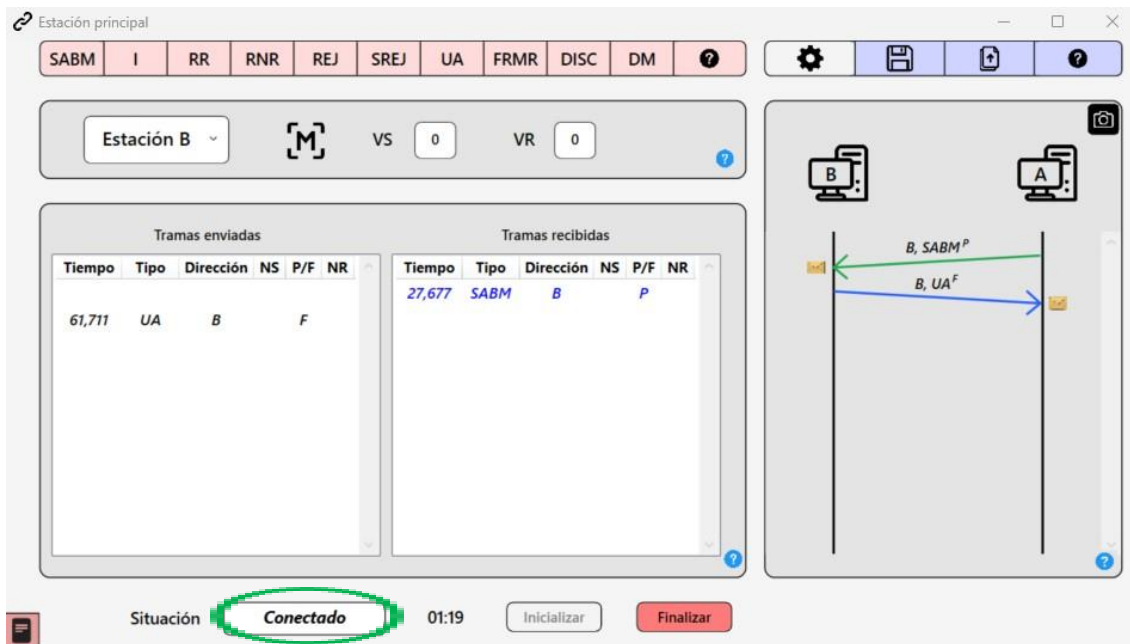 Estación principal
SABM I RR RNR REJ SREJ UA FRMR DISC DM ?
?
Estación B M VS 0 VR 0 ?
B A
Tramas enviadas Tramas recibidas
Tiempo Tipo Dirección NS P/F NR Tiempo Tipo Dirección NS P/F NR
27,677 SABM B P
61,711 UA B F
B, SABM^P
B, UA^F
?
?
Situación Conectado 01:19 Inicializar Finalizar